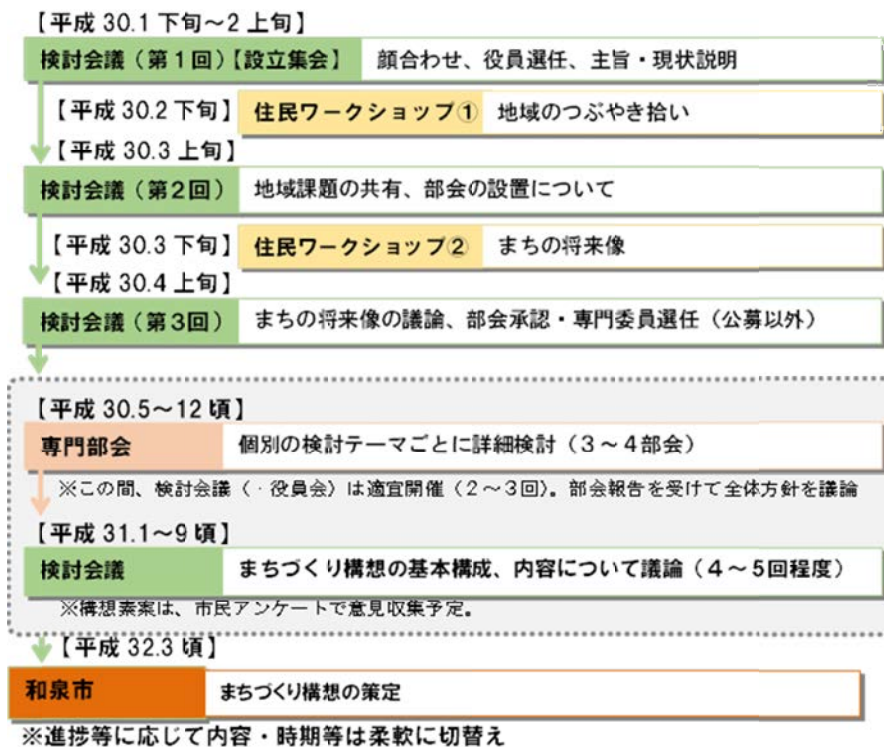 【平成 30.1 下旬～2 上旬】
検討会議（第１回）【設立集会】 顔合わせ、役員選任、主旨・現状説明
【平成 30.2 下旬】 住民ワークショップ① 地域のつぶやき拾い
【平成 30.3 上旬】
検討会議（第２回） 地域課題の共有、部会の設置について
【平成 30.3 下旬】 住民ワークショップ② まちの将来像
【平成 30.4 上旬】
検討会議（第３回） まちの将来像の議論、部会承認・専門委員選任（公募以外）
【平成 30.5～12 頃】
専門部会 個別の検討テーマごとに詳細検討（３～４部会）
※この間、検討会議（・役員会）は適宜開催（２～３回）。部会報告を受けて全体方針を議論
【平成 31.1～9 頃】
検討会議 まちづくり構想の基本構成、内容について議論（４～５回程度）
※構想素案は、市民アンケートで意見収集予定。
【平成 32.3 頃】
和泉市 まちづくり構想の策定
※進捗等に応じて内容・時期等は柔軟に切替え